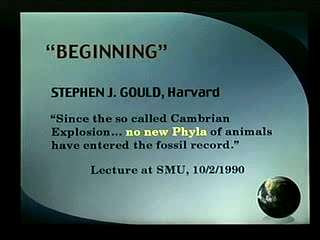 “BEGINNING”
STEPHEN J. GOULD, Harvard
“Since the so called Cambrian
Explosion... no new Phyla of animals
have entered the fossil record.”
Lecture at SMU, 10/2/1990